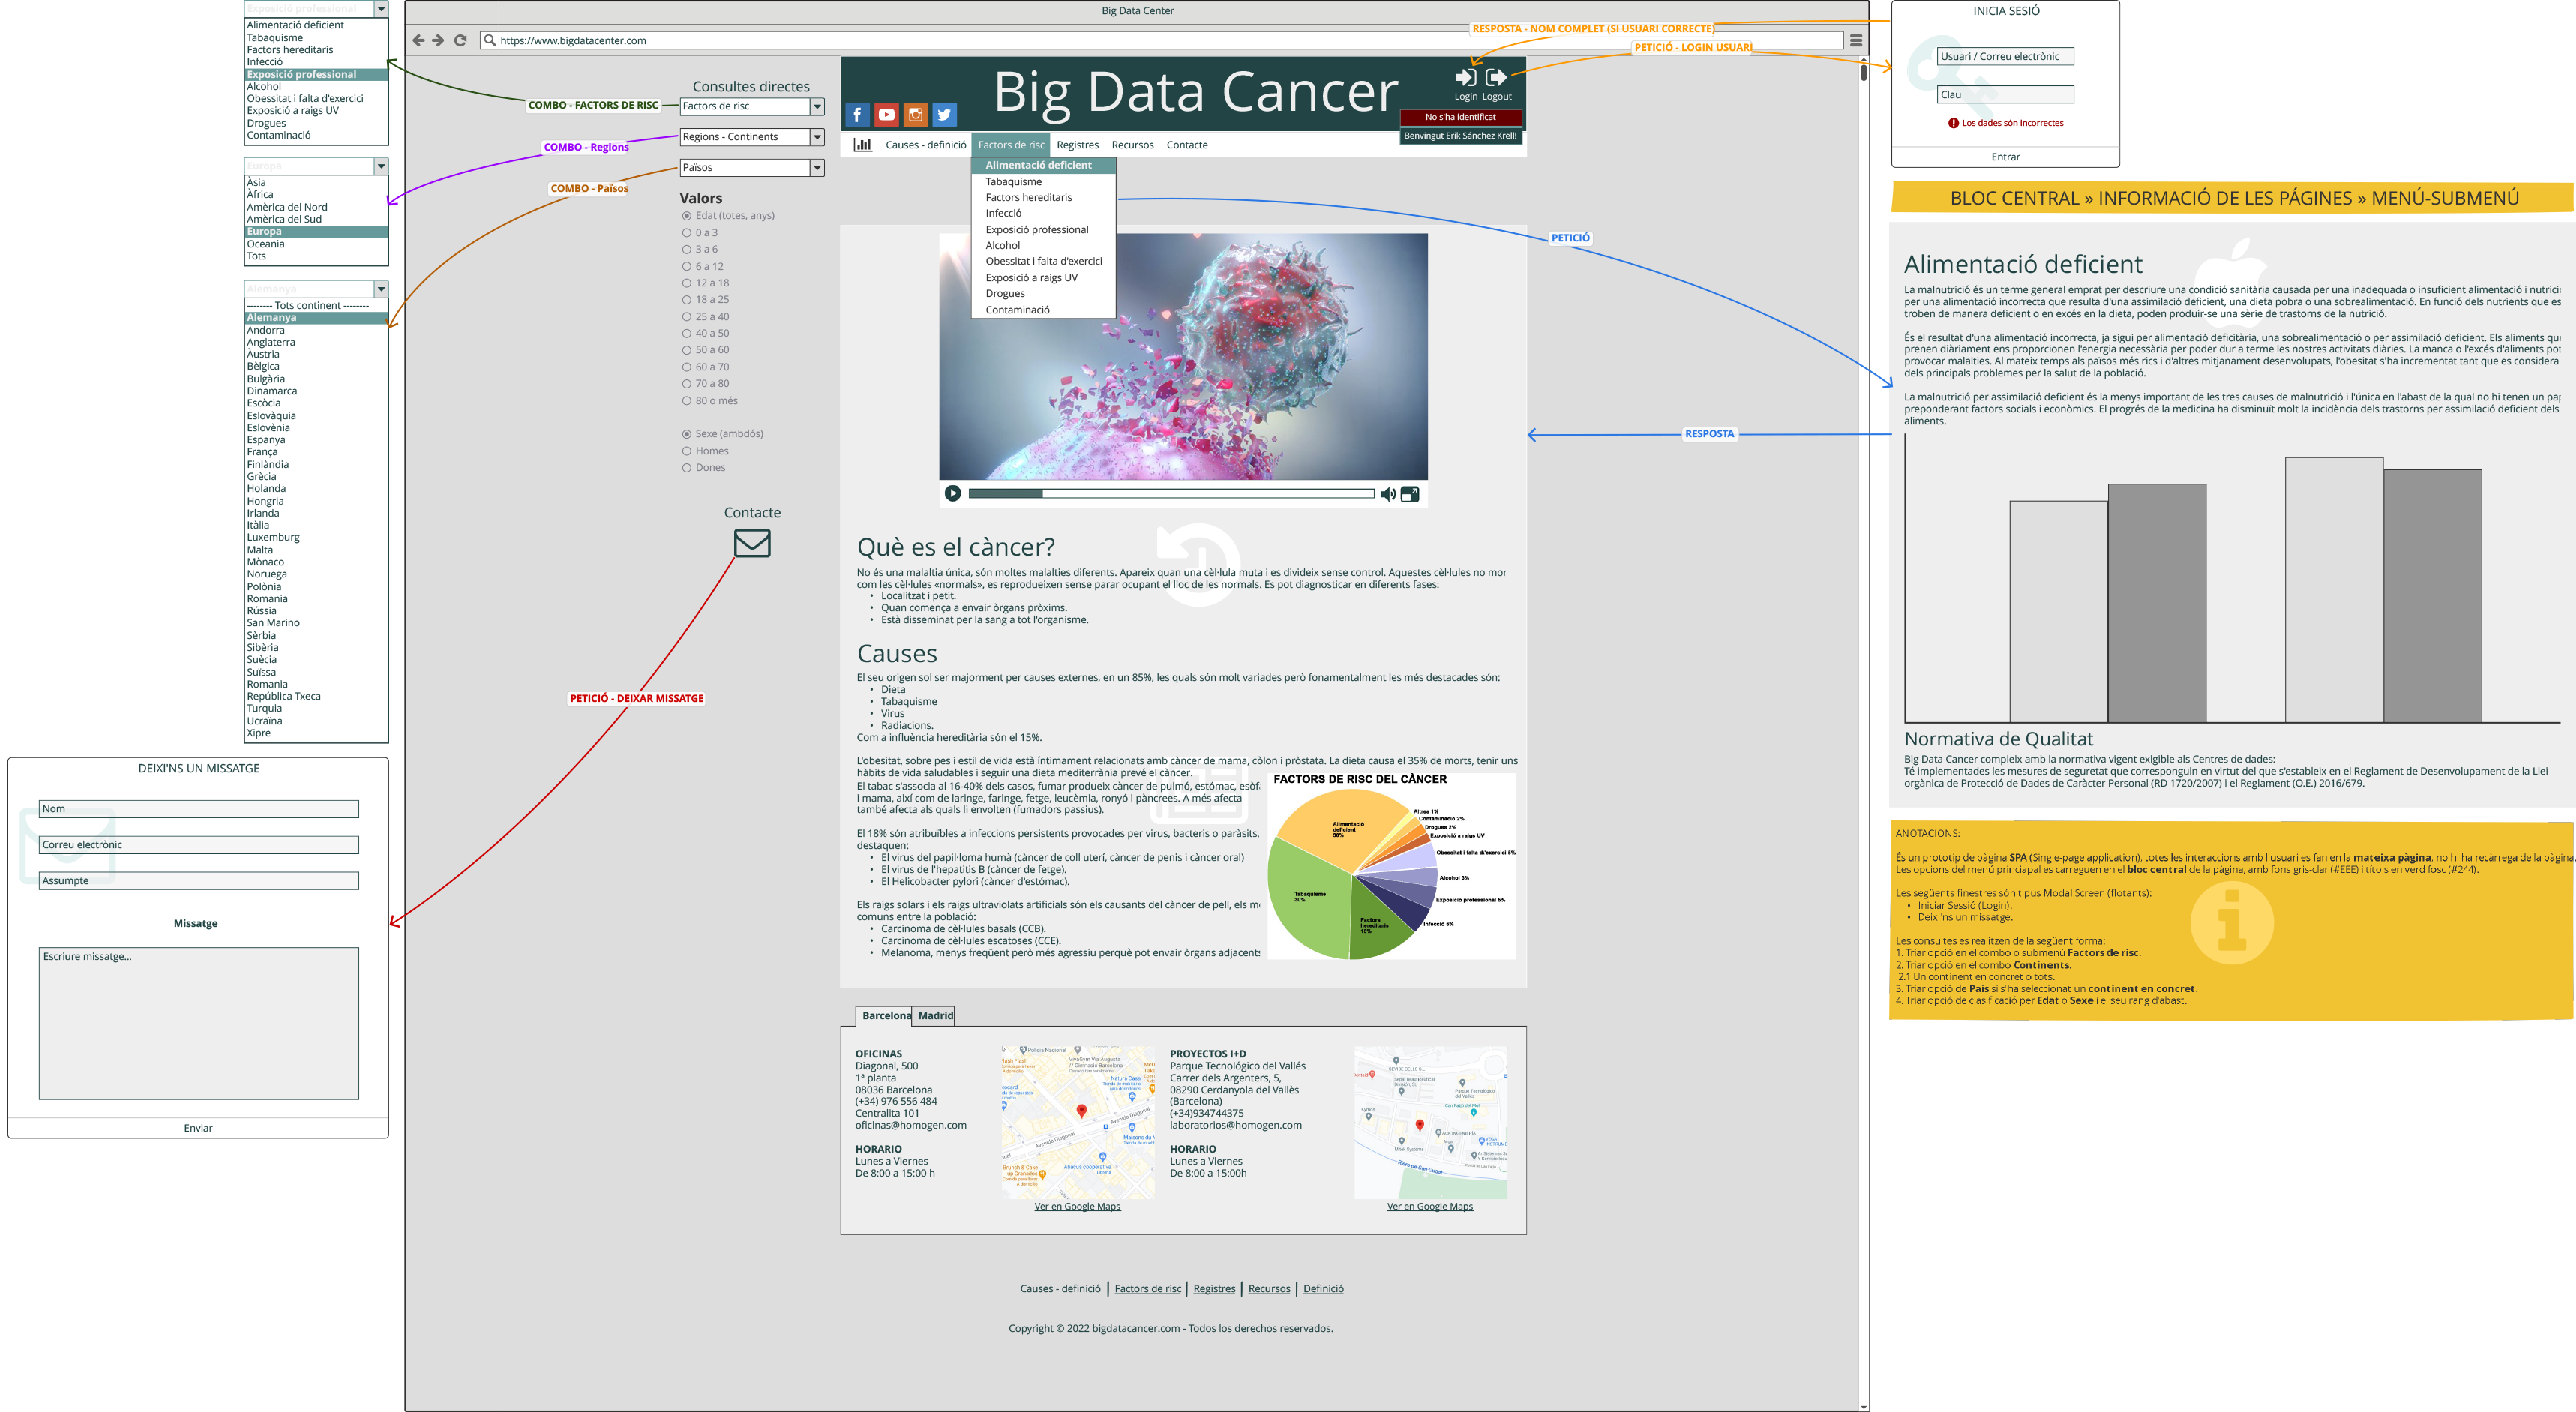 Exposició professional
Alimentació deficient
Tabaquisme
Factors hereditaris
Infecció
Exposició professional
Alcohol
Obessitat i falta d'exercici
Exposició a raigs UV
Drogues
Contaminació
Europa
Àsia
Àfrica
Amèrica del Nord
Amèrica del Sud
Europa
Oceania
Tots
Alemanya
-------- Tots continent --------
Alemanya
Andorra
Anglaterra
Àustria
Bèlgica
Bulgària
Dinamarca
Escòcia
Eslovàquia
Eslovènia
Espanya
França
Finlàndia
Grècia
Holanda
Hongria
Irlanda
Itàlia
Luxemburg
Malta
Mònaco
Noruega
Polònia
Romania
Rússia
San Marino
Sèrbia
Sibèria
Suècia
Suïssa
Romania
Repúblia Txeca
Turquia
Ucraïna
Xipre
DEIXI'NS UN MISSATGE
Nom
Correu electrònic
Assumpte
Missatge
Escriure missatge...
Enviar
COMBO - FACTORS DE RISC
COMBO - Regions
COMBO - Països
PETICIÓ - DEIXAR MISSATGE
Big Data Center
https://www.bigdatacenter.com
RESPOSTA - NOM COMPLET (SI USUARI CORRECTE)
PETICIÓ - LOGIN USUARI
Consultes directes
Factors de risc
Regions - Continents
Països
Valors
Edat (totes, anys)
0 a 3
3 a 6
6 a 12
12 a 18
18 a 25
25 a 40
40 a 50
50 a 60
60 a 70
70 a 80
80 o més
Sexe (ambdós)
Homes
Dones
Contacte
Big Data Cancer
Login Logout
No s'ha identificat
Benvingut Erik Sánchez Krell!
Causes - definició Factors de risc Registres Recursos Contacte
Alimentació deficient
Tabaquisme
Factors hereditaris
Infecció
Exposició professional
Alcohol
Obessitat i falta d'exercici
Exposició a raigs UV
Drogues
Contaminació
PETICIÓ
RESPOSTA
Què es el càncer?
No és una malaltia única, són moltes malalties diferents. Apareix quan una cèl·lula muta i es divideix sense control. Aquestes cèl·lules no mor
com les cèl·lules «normals», es reprodueixen sense parar ocupant el lloc de les normals. Es pot diagnosticar en diferents fases:
• Localitzat i petit.
• Quan comença a envair òrgans pròxims.
• Està disseminat per la sang a tot l'organisme.
Causes
El seu origen sol ser majorment per causes externes, en un 85%, les quals són molt variades però fonamentalment les més destacades són:
• Dieta
• Tabaquisme
• Virus
• Radiacions.
Com a influència hereditària són el 15%.
L'obesitat, sobre pes i estil de vida està íntimament relacionats amb càncer de mama, còlon i pròstata. La dieta causa el 35% de morts, tenir uns
hàbits de vida saludables i seguir una dieta mediterrània prevé el càncer.
El tabac s'associa al 16-40% dels casos, fumar produeix càncer de pulmó, estómac, esòf
i mama, així com de laringe, faringe, fetge, leucèmia, ronyó i pàncrees. A més afecta
també afecta als quals li envolten (fumadors passius).
El 18% són atribuïbles a infeccions persistents provocades per virus, bacteris o paràsits,
destaquen:
• El virus del papil·loma humà (càncer de coll uterí, càncer de penis i càncer oral)
• El virus de l'hepatitis B (càncer de fetge).
• El Helicobacter pylori (càncer d'estómac).
Els raigs solars i els raigs ultraviolats artificials són els causants del càncer de pell, els m
comuns entre la població:
• Carcinoma de cèl·lules basals (CCB).
• Carcinoma de cèl·lules escatoses (CCE).
• Melanoma, menys freqüent però més agressiu perquè pot envair òrgans adjacents
FACTORS DE RISC DEL CÀNCER
Altres 1%
Contaminació 2%
Drogues 2%
Exposició a raigs UV
Obessitat i falta d\'exercici 5%
Alcohol 3%
Exposició professional 5%
Infecció 5%
Factors
hereditaris
15%
Tabaquisme
30%
Alimentació
deficient
30%
Barcelona Madrid
OFICINAS
Diagonal, 500
1ª planta
08036 Barcelona
(+34) 976 556 484
Centralita 101
oficinas@homogen.com
HORARIO
Lunes a Viernes
De 8:00 a 15:00 h
Ver en Google Maps
PROYECTOS I+D
Parque Tecnológico del Vallés
Carrer dels Argenters, 5,
08290 Cerdanyola del Vallès
(Barcelona)
(+34)934744375
laboratorios@homogen.com
HORARIO
Lunes a Viernes
De 8:00 a 15:00h
Ver en Google Maps
Causes - definició | Factors de risc | Registres | Recursos | Definició
Copyright © 2022 bigdatacancer.com - Todos los derechos reservados.
INICIA SESIÓ
Usuari / Correu electrònic
Clau
Los dades són incorrectes
Entrar
BLOC CENTRAL » INFORMACIÓ DE LES PÁGINES » MENÚ-SUBMENÚ
Alimentació deficient
La malnutrició és un terme general emprat per descriure una condició sanitària causada per una inadequada o insuficient alimentació i nutrici
per una alimentació incorrecta que resulta d'una assimilació deficient, una dieta pobra o una sobrealimentació. En funció dels nutrients que es
troben de manera deficient o en excés en la dieta, poden produir-se una sèrie de trastorns de la nutrició.
És el resultat d'una alimentació incorrecta, ja sigui per alimentació deficitària, una sobrealimentació o per assimilació deficient. Els aliments que
prenen diàriament ens proporcionen l'energia necessària per poder dur a terme les nostres activitats diàries. La manca o l'excés d'aliments pot
provocar malalties. Al mateix temps als països més rics i d'altres mitjanament desenvolupats, l'obesitat s'ha incrementat tant que es considera
dels principals problemes per la salut de la població.
La malnutrició per assimilació deficient és la menys important de les tres causes de malnutrició i l'única en l'abast de la qual no hi tenen un pap
preponderant factors socials i econòmics. El progrés de la medicina ha disminuït molt la incidència dels trastorns per assimilació deficient dels
aliments.
Normativa de Qualitat
Big Data Cancer compleix amb la normativa vigent exigible als Centres de dades:
Té implementades les mesures de seguretat que corresponguin en virtut del que s'estableix en el Reglament de Desenvolupament de la Llei
orgànica de Protecció de Dades de Caràcter Personal (RD 1720/2007) i el Reglament (O.E.) 2016/679.
ANOTACIONS:
És un prototip de pàgina SPA (Single-page application), totes les interaccions amb l'usuari es fan en la mateixa pàgina, no hi ha recàrrega de la pàgina.
Les opcions del menú princiapal es carreguen en el bloc central de la pàgina, amb fons gris-clar (#EEE) i títols en verd fosc (#244).
Les següents finestres són tipus Modal Screen (flotants):
• Iniciar Sessió (Login).
• Deixi'ns un missatge.
Les consultes es realitzen de la següent forma:
1. Triar opció en el combo o submenú Factors de risc.
2. Triar opció en el combo Continents.
2.1 Un continent en concret o tots.
3. Triar opció de País si s'ha seleccionat un continent en concret.
4. Triar opció de clasificació per Edat o Sexe i el seu rang d'abast.